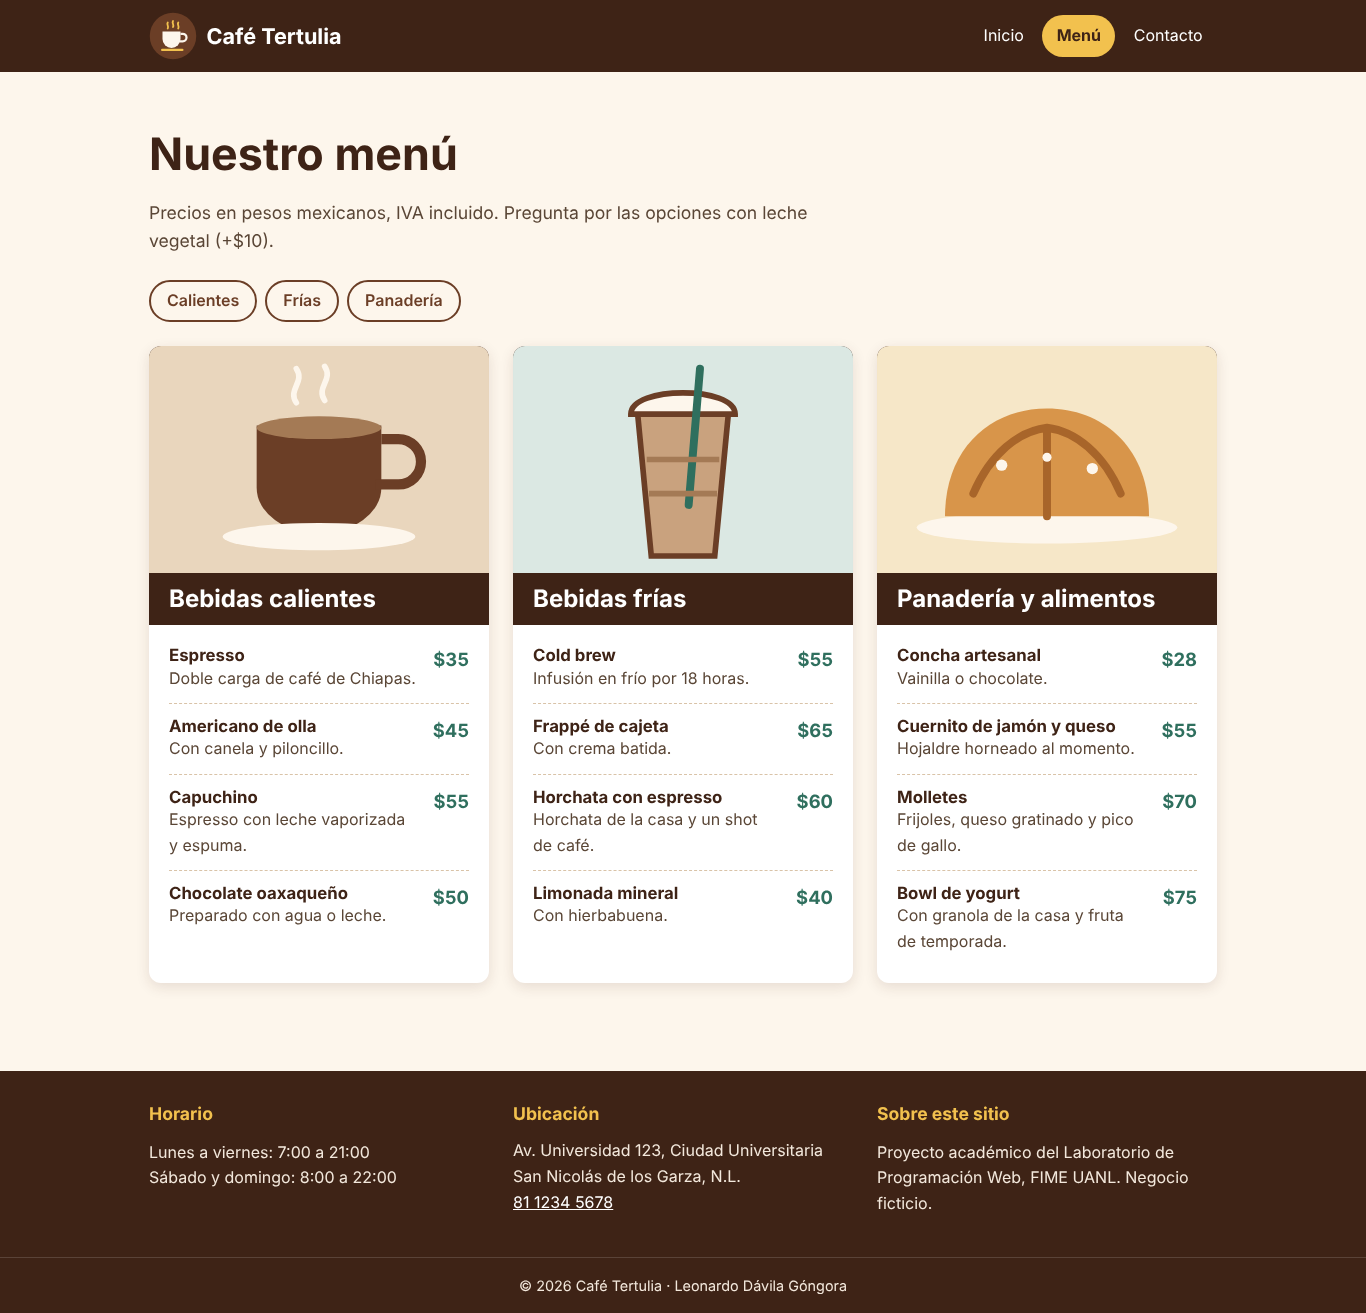 Café Tertulia
Inicio
Menú
Contacto
Nuestro menú
Precios en pesos mexicanos, IVA incluido. Pregunta por las opciones con leche
vegetal (+$10).
Calientes
Frías
Panadería
Bebidas calientes
Espresso
$35
Doble carga de café de Chiapas.
Americano de olla
$45
Con canela y piloncillo.
Capuchino
$55
Espresso con leche vaporizada
y espuma.
Chocolate oaxaqueño
$50
Preparado con agua o leche.
Bebidas frías
Cold brew
$55
Infusión en frío por 18 horas.
Frappé de cajeta
$65
Con crema batida.
Horchata con espresso
$60
Horchata de la casa y un shot
de café.
Limonada mineral
$40
Con hierbabuena.
Panadería y alimentos
Concha artesanal
$28
Vainilla o chocolate.
Cuernito de jamón y queso
$55
Hojaldre horneado al momento.
Molletes
$70
Frijoles, queso gratinado y pico
de gallo.
Bowl de yogurt
$75
Con granola de la casa y fruta
de temporada.
Horario
Lunes a viernes: 7:00 a 21:00
Sábado y domingo: 8:00 a 22:00
Ubicación
Av. Universidad 123, Ciudad Universitaria
San Nicolás de los Garza, N.L.
81 1234 5678
Sobre este sitio
Proyecto académico del Laboratorio de
Programación Web, FIME UANL. Negocio
ficticio.
© 2026 Café Tertulia · Leonardo Dávila Góngora